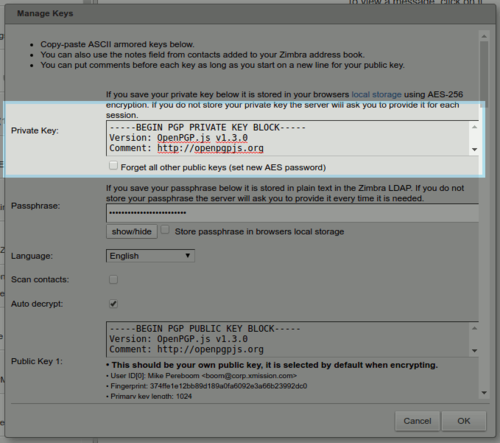 to view a message, click on it
Manage Keys
• Copy-paste ASCII armored keys below.
• You can also use the notes field from contacts added to your Zimbra address book.
• You can put comments before each key as long as you start on a new line for your public key.
If you save your private key below it is stored in your browsers local storage using AES-256
encryption. If you do not store your private key the server will ask you to provide it for each
session.
Private Key:
-----BEGIN PGP PRIVATE KEY BLOCK-----
Version: OpenPGP.js v1.3.0
Comment: http://openpgpjs.org
Forget all other public keys (set new AES password)
If you save your passphrase below it is stored in plain text in the Zimbra LDAP. If you do not
store your passphrase the server will ask you to provide it every time it is needed.
Passphrase:
show/hide Store passphrase in browsers local storage
Language: English
Scan contacts:
Auto decrypt:
-----BEGIN PGP PUBLIC KEY BLOCK-----
Version: OpenPGP.js v1.3.0
Comment: http://openpgpjs.org
Public Key 1:
• This should be your own public key, it is selected by default when encrypting.
• User ID[0]: Mike Pereboom <boom@corp.xmission.com>
• Fingerprint: 374ffe1e12bb89d189a0fa6092e3a66b23992dc0
• Primary key length: 1024
Cancel OK